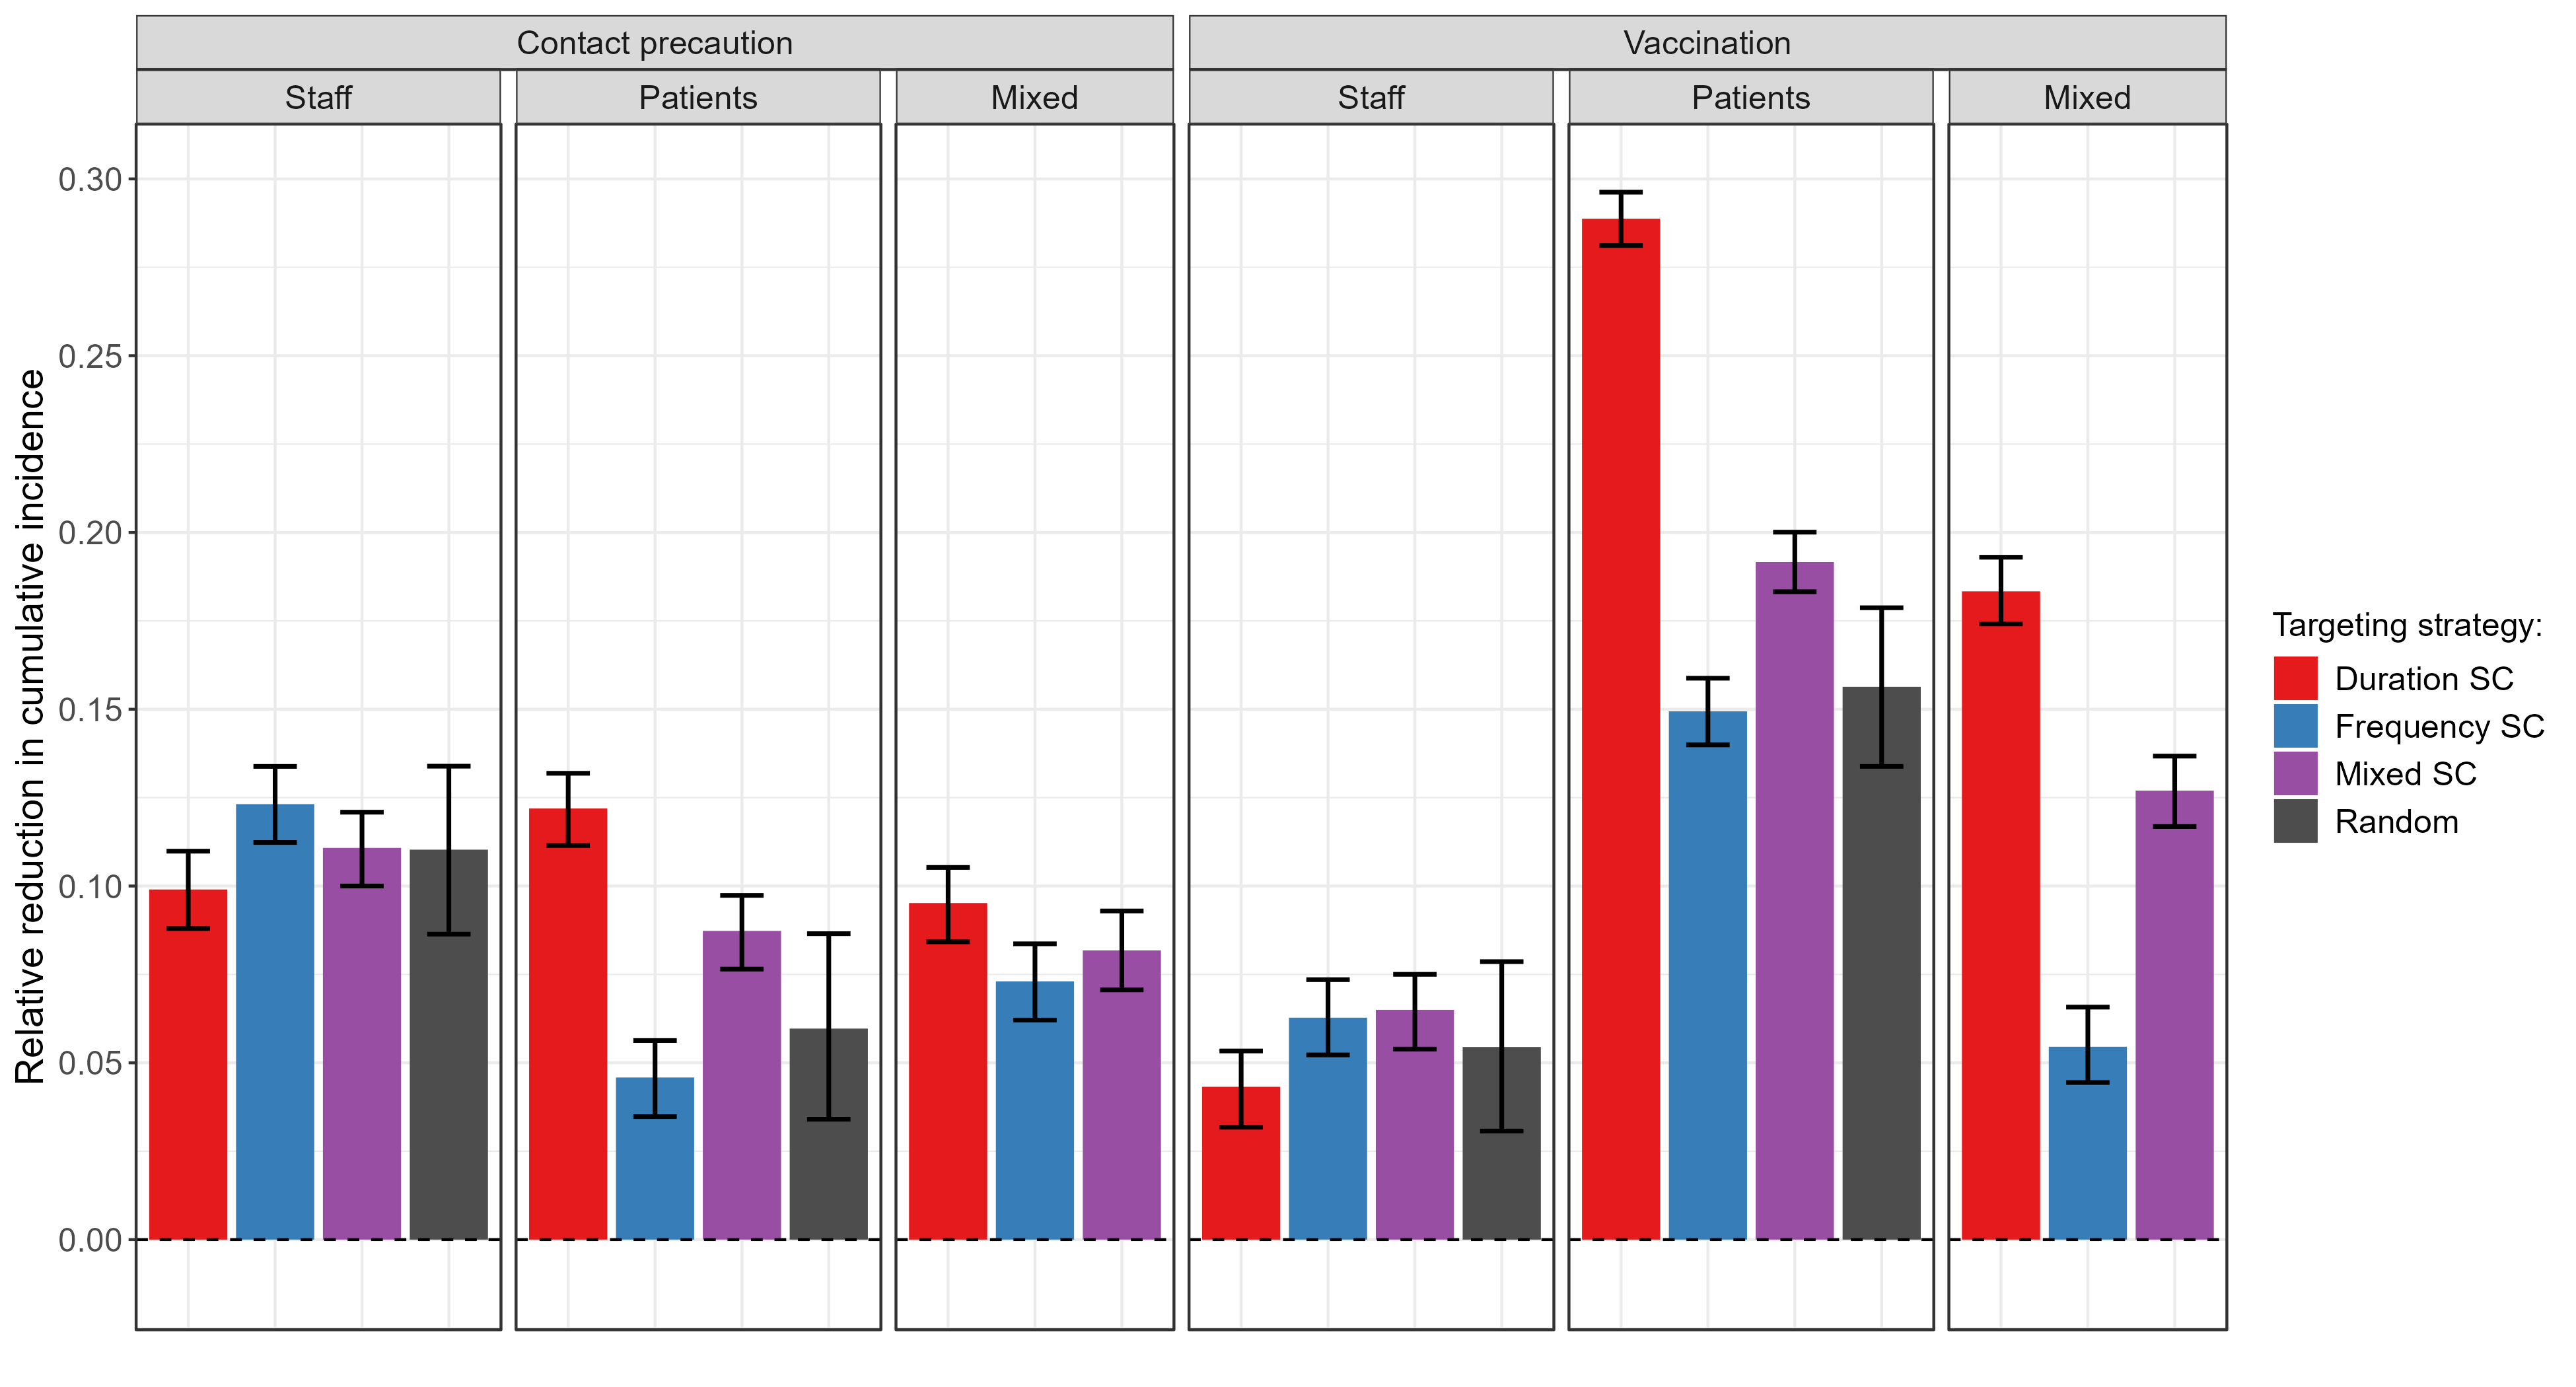 Contact precaution
Vaccination
Staff
Patients
Mixed
Staff
Patients
Mixed
Relative reduction in cumulative incidence
0.30
0.25
0.20
0.15
0.10
0.05
0.00
Targeting strategy:
Duration SC
Frequency SC
Mixed SC
Random